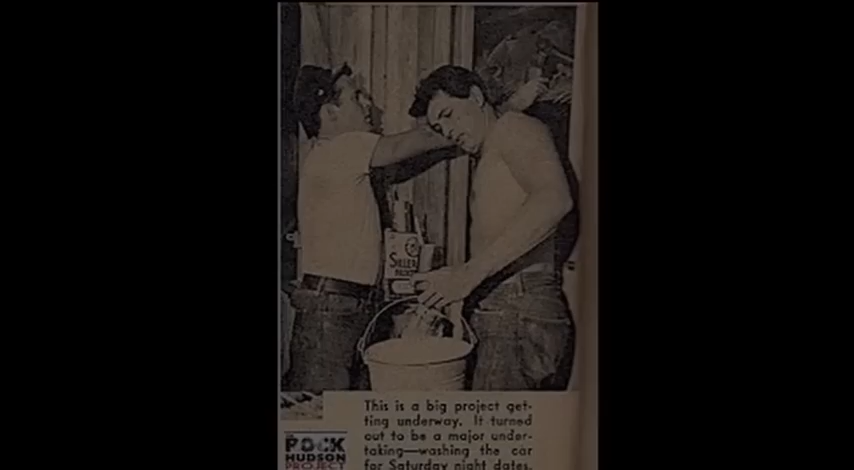 This is a big project get-
ting underway. It turned
out to be a major under-
taking—washing the car
for Saturday night dates.
ROCK
HUDSON
PROJECT